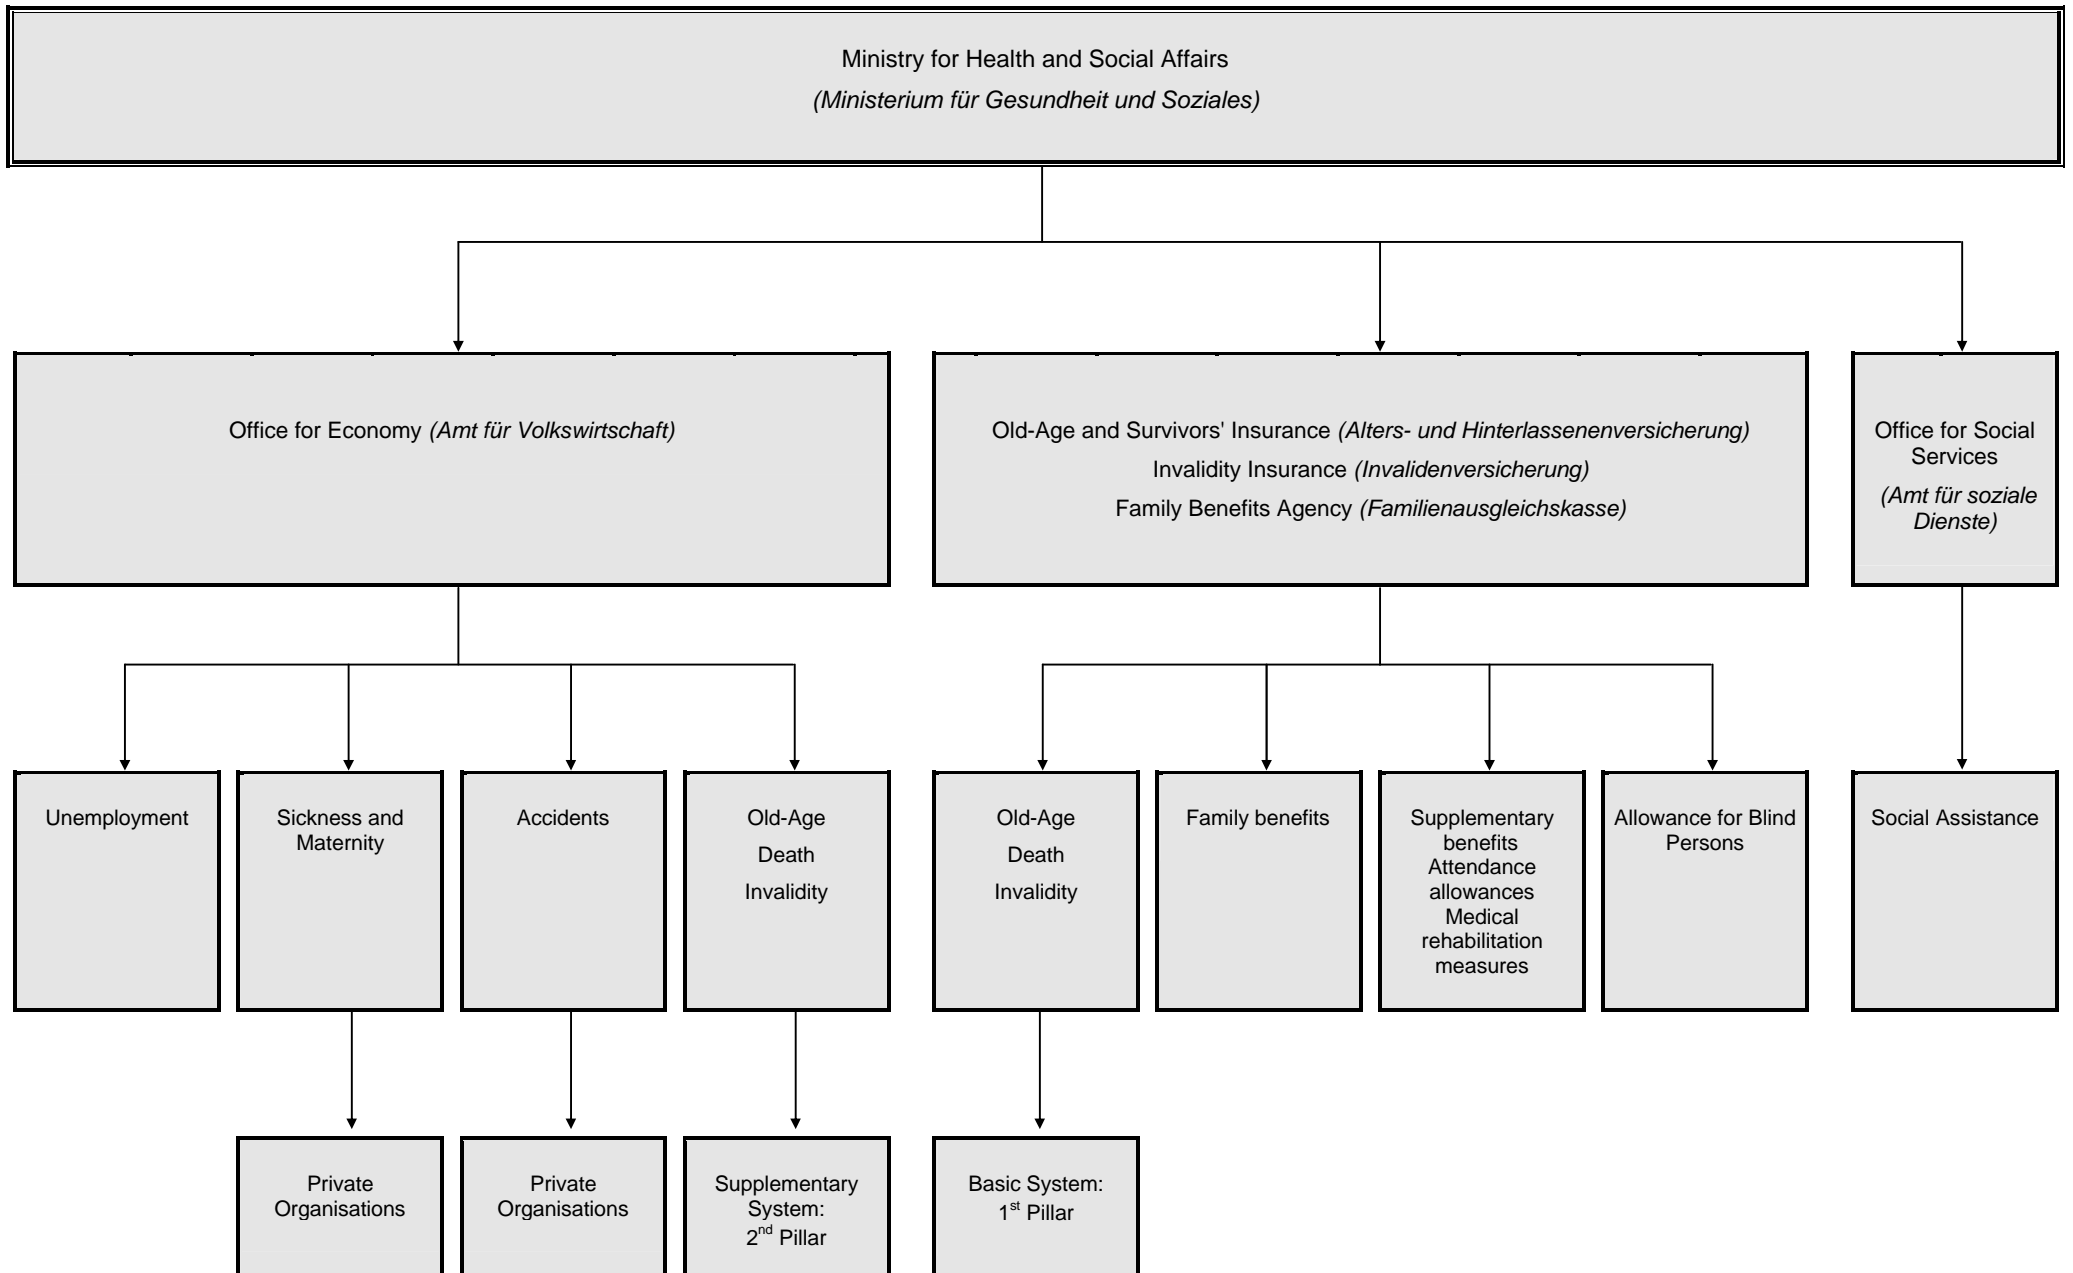 Ministry for Health and Social Affairs
(Ministerium für Gesundheit und Soziales)
Office for Economy (Amt für Volkswirtschaft)
Old-Age and Survivors' Insurance (Alters- und Hinterlassenenversicherung)
Invalidity Insurance (Invalidenversicherung)
Family Benefits Agency (Familienausgleichskasse)
Office for Social
Services
(Amt für soziale
Dienste)
Unemployment
Sickness and
Maternity
Accidents
Old-Age
Death
Invalidity
Old-Age
Death
Invalidity
Family benefits
Supplementary
benefits
Attendance
allowances
Medical
rehabilitation
measures
Allowance for Blind
Persons
Social Assistance
Private
Organisations
Private
Organisations
Supplementary
System:
2nd Pillar
Basic System:
1st Pillar